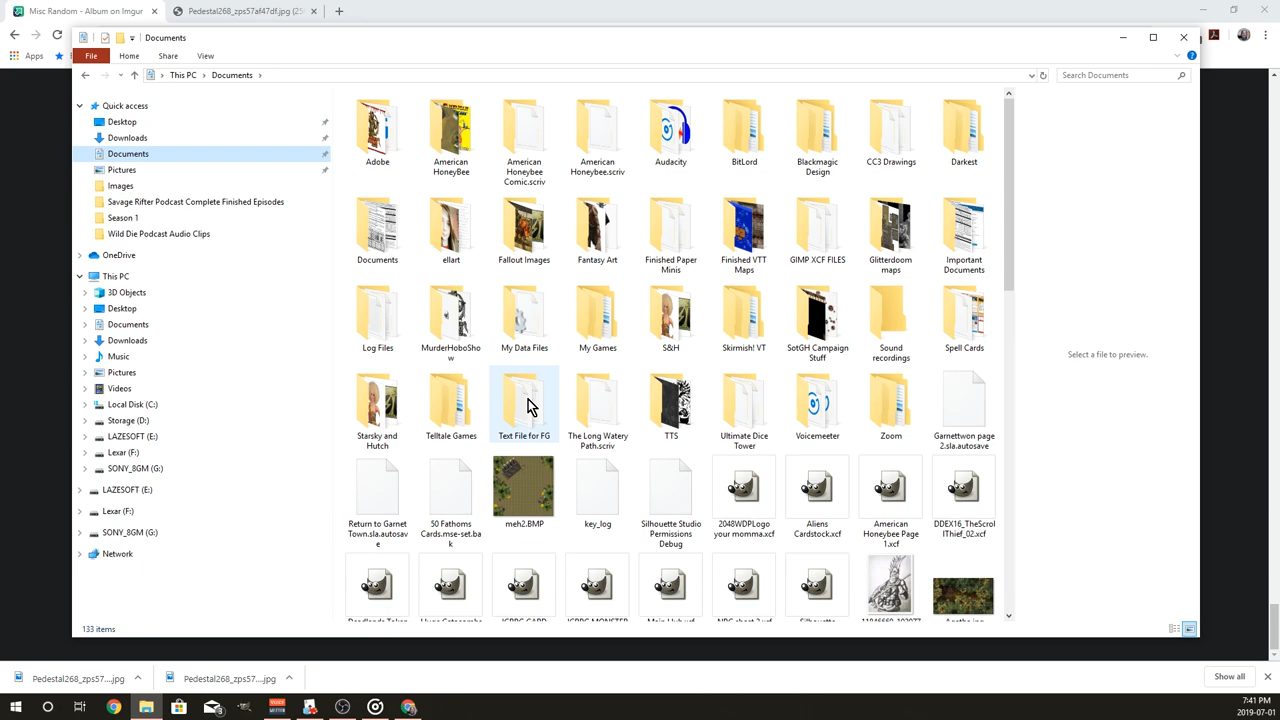 Misc Random - Album on Imgur
Pedestal268_zps57af47df.jpg (25
Apps
Documents
File
Home
Share
View
This PC
Documents
Search Documents
Quick access
Desktop
Downloads
Documents
Pictures
Images
Savage Rifter Podcast Complete Finished Episodes
Season 1
Wild Die Podcast Audio Clips
OneDrive
This PC
3D Objects
Desktop
Documents
Downloads
Music
Pictures
Videos
Local Disk (C:)
Storage (D:)
LAZESOFT (E:)
Lexar (F:)
SONY_8GM (G:)
LAZESOFT (E:)
Lexar (F:)
SONY_8GM (G:)
Network
Adobe
American
HoneyBee
American
Honeybee
Comic.scriv
American
Honeybee.scriv
Audacity
BitLord
Blackmagic
Design
CC3 Drawings
Darkest
Documents
ellart
Fallout Images
Fantasy Art
Finished Paper
Minis
Finished VTT
Maps
GIMP XCF FILES
Glitterdoom
maps
Important
Documents
Log Files
MurderHoboSho
w
My Data Files
My Games
S&H
Skirmish! VT
SotGH Campaign
Stuff
Sound
recordings
Spell Cards
Starsky and
Hutch
Telltale Games
Text File for FG
The Long Watery
Path.scriv
TTS
Ultimate Dice
Tower
Voicemeeter
Zoom
Garnettwon page
2.sla.autosave
Return to Garnet
Town.sla.autosav
e
50 Fathoms
Cards.mse-set.ba
k
meh2.BMP
key_log
Silhouette Studio
Permissions
Debug
2048WDPLogo
your momma.xcf
Aliens
Cardstock.xcf
American
Honeybee Page
1.xcf
DDEX16_TheScrol
lThief_02.xcf
Select a file to preview.
133 items
Pedestal268_zps57....jpg
Pedestal268_zps57....jpg
Show all
7:41 PM
2019-07-01